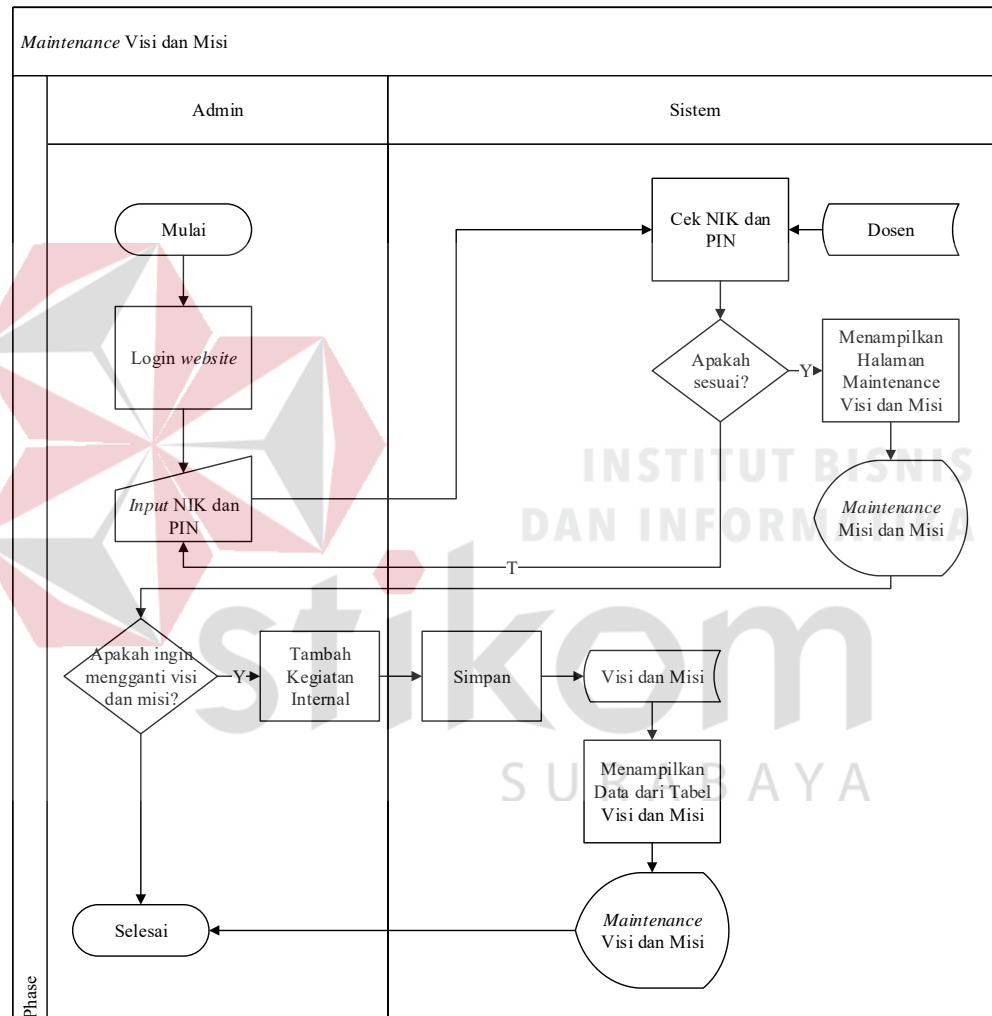 Maintenance Visi dan Misi
Admin
Sistem
Phase
Mulai
Login website
Input NIK dan
PIN
Cek NIK dan
PIN
Dosen
Apakah
sesuai?
Y
Menampilkan
Halaman
Maintenance
Visi dan Misi
Maintenance
Misi dan Misi
T
Apakah ingin
mengganti visi
dan misi?
Y
Tambah
Kegiatan
Internal
Simpan
Visi dan Misi
Menampilkan
Data dari Tabel
Visi dan Misi
Maintenance
Visi dan Misi
Selesai
INSTITUT BISNIS
DAN INFORMATIKA
stikom
SURABAYA